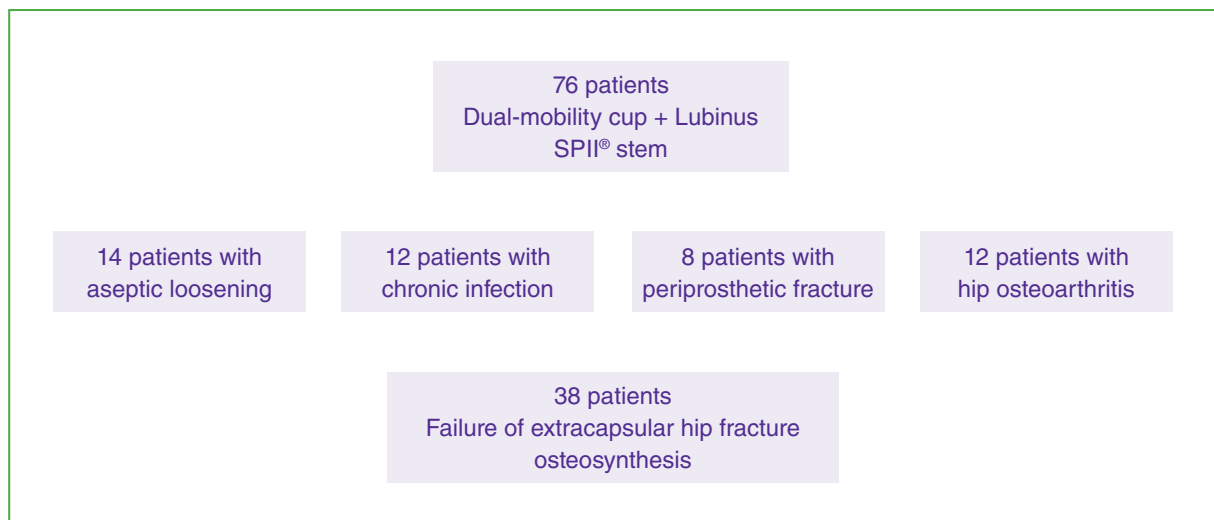 76 patients
Dual-mobility cup + Lubinus
SPII® stem
14 patients with
aseptic loosening
12 patients with
chronic infection
8 patients with
periprosthetic fracture
12 patients with
hip osteoarthritis
38 patients
Failure of extracapsular hip fracture
osteosynthesis